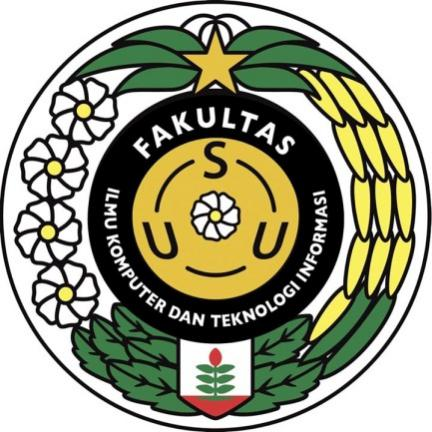 FAKULTAS
S
U U
ILMU KOMPUTER DAN TEKNOLOGI INFORMASI